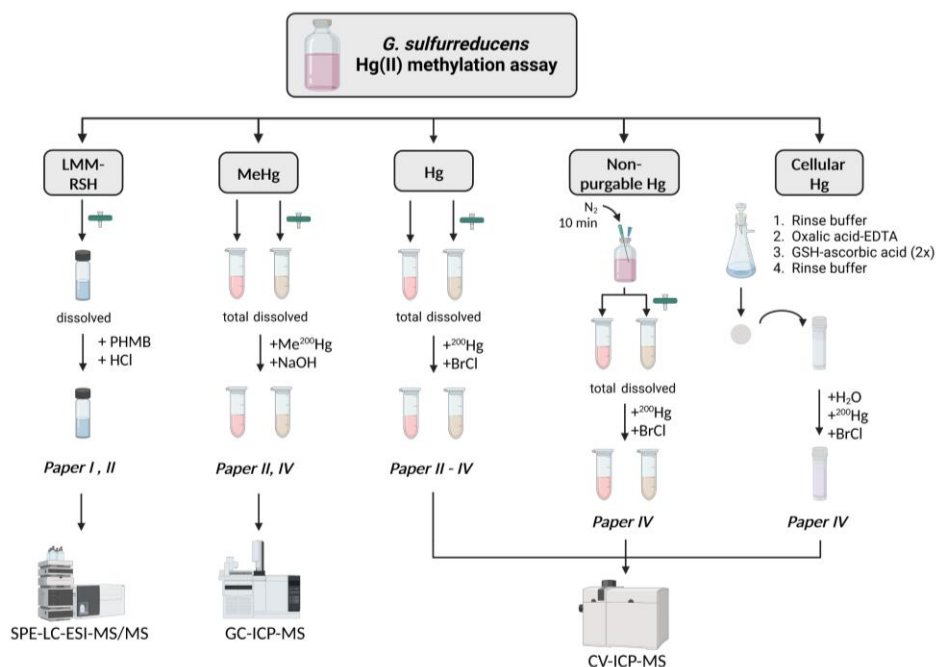 G. sulfurreducens
Hg(II) methylation assay
LMM-
RSH
dissolved
+ PHMB
+ HCl
Paper I , II
SPE-LC-ESI-MS/MS
MeHg
total dissolved
+Me²⁰⁰Hg
+NaOH
Paper II, IV
GC-ICP-MS
Hg
total dissolved
+²⁰⁰Hg
+BrCl
Paper II - IV
Non-
purgable Hg
N₂
10 min
total dissolved
+²⁰⁰Hg
+BrCl
Paper IV
Cellular
Hg
1. Rinse buffer
2. Oxalic acid-EDTA
3. GSH-ascorbic acid (2x)
4. Rinse buffer
+H₂O
+²⁰⁰Hg
+BrCl
Paper IV
CV-ICP-MS